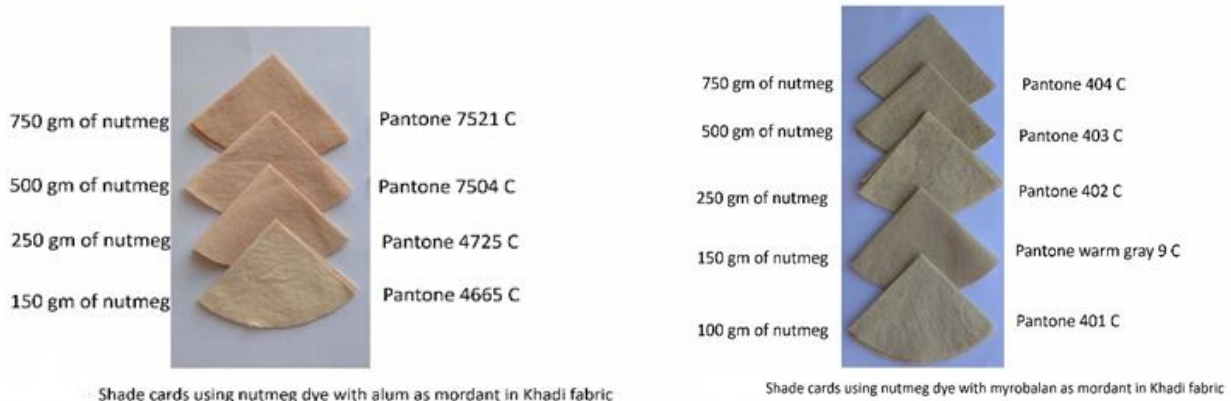 750 gm of nutmeg
Pantone 7521 C
500 gm of nutmeg
Pantone 7504 C
250 gm of nutmeg
Pantone 4725 C
150 gm of nutmeg
Pantone 4665 C
Shade cards using nutmeg dye with alum as mordant in Khadi fabric
750 gm of nutmeg
Pantone 404 C
500 gm of nutmeg
Pantone 403 C
250 gm of nutmeg
Pantone 402 C
150 gm of nutmeg
Pantone warm gray 9 C
100 gm of nutmeg
Pantone 401 C
Shade cards using nutmeg dye with myrobalan as mordant in Khadi fabric